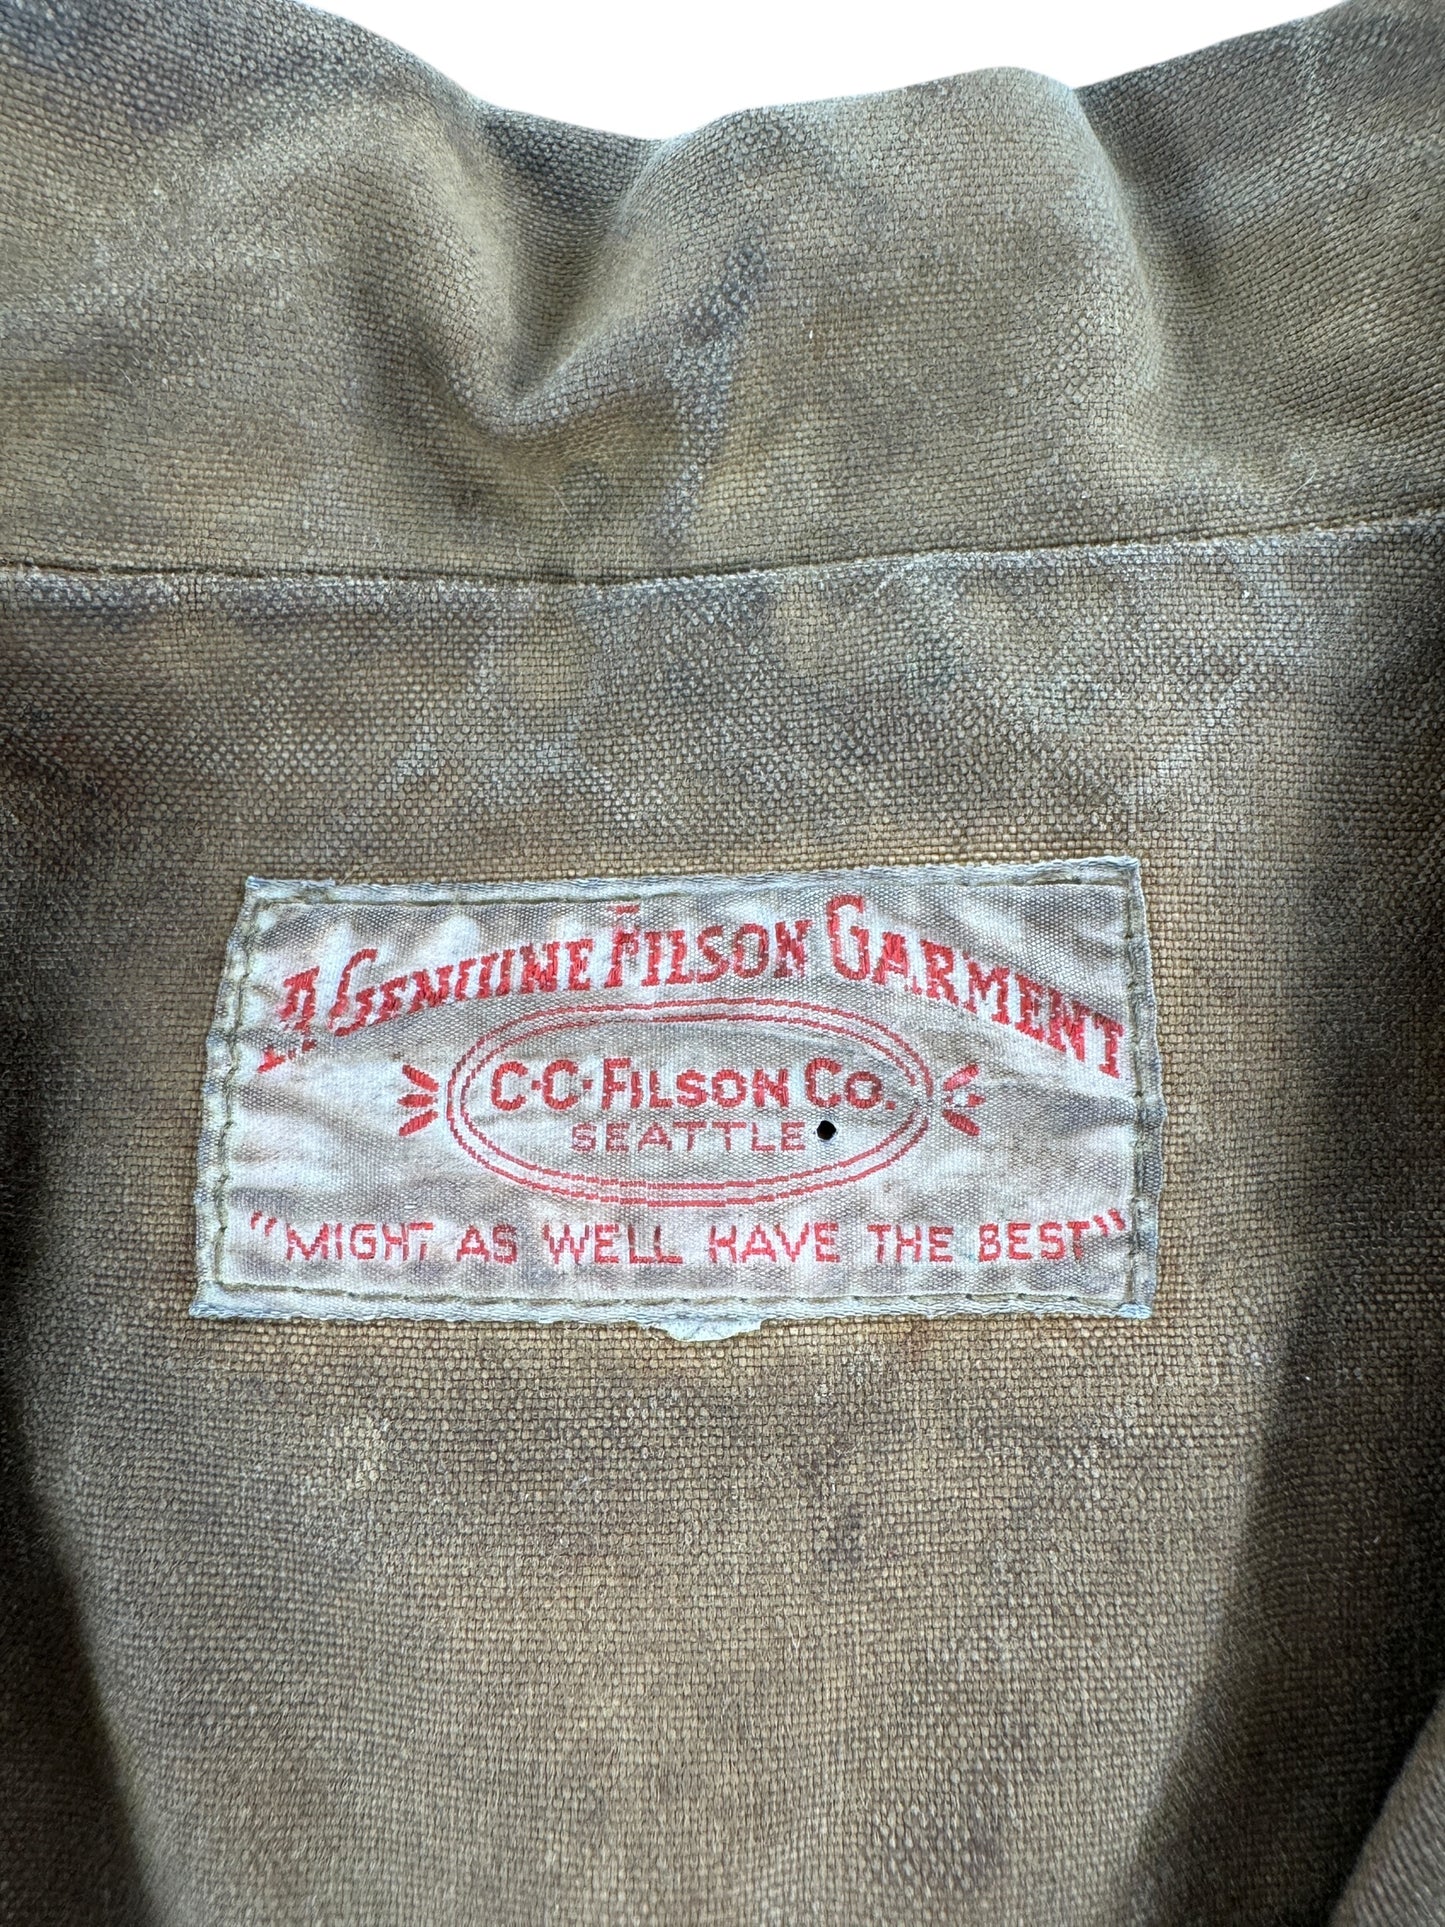 A GENUINE FILSON GARMENT
C·C·FILSON CO.
SEATTLE
"MIGHT AS WELL HAVE THE BEST"